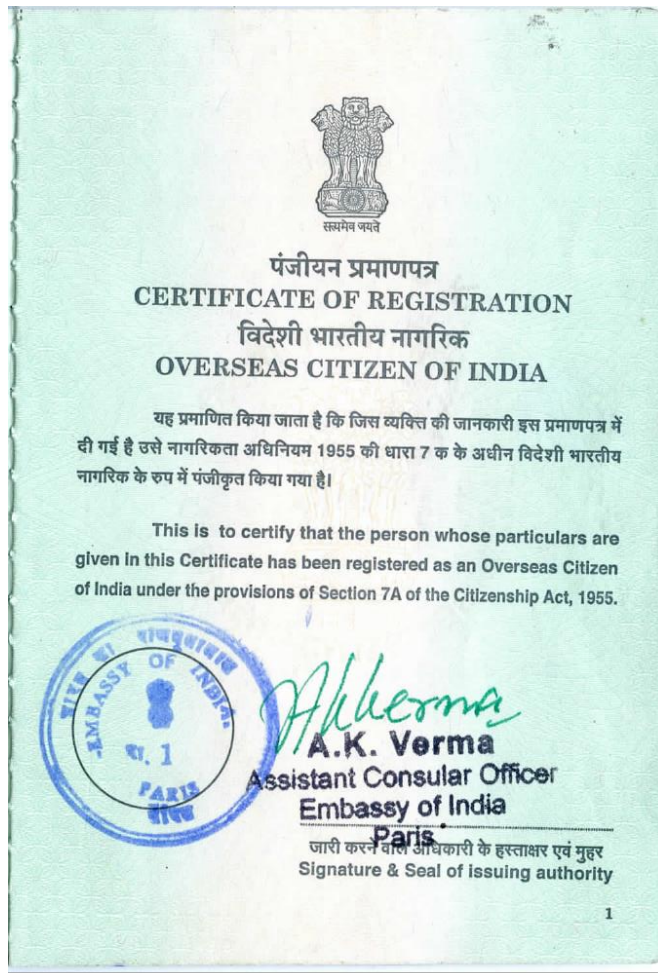 सत्यमेव जयते
पंजीयन प्रमाणपत्र
CERTIFICATE OF REGISTRATION
विदेशी भारतीय नागरिक
OVERSEAS CITIZEN OF INDIA
यह प्रमाणित किया जाता है कि जिस व्यक्ति की जानकारी इस प्रमाणपत्र में
दी गई है उसे नागरिकता अधिनियम 1955 की धारा 7 क के अधीन विदेशी भारतीय
नागरिक के रुप में पंजीकृत किया गया है।
This is to certify that the person whose particulars are
given in this Certificate has been registered as an Overseas Citizen
of India under the provisions of Section 7A of the Citizenship Act, 1955.
भारत का राजदूतावास
EMBASSY OF INDIA
रा. 1
PARIS
पेरिस
AKVerma
A.K. Verma
Assistant Consular Officer
Embassy of India
Paris
जारी करने वाले अधिकारी के हस्ताक्षर एवं मुहर
Signature & Seal of issuing authority
1